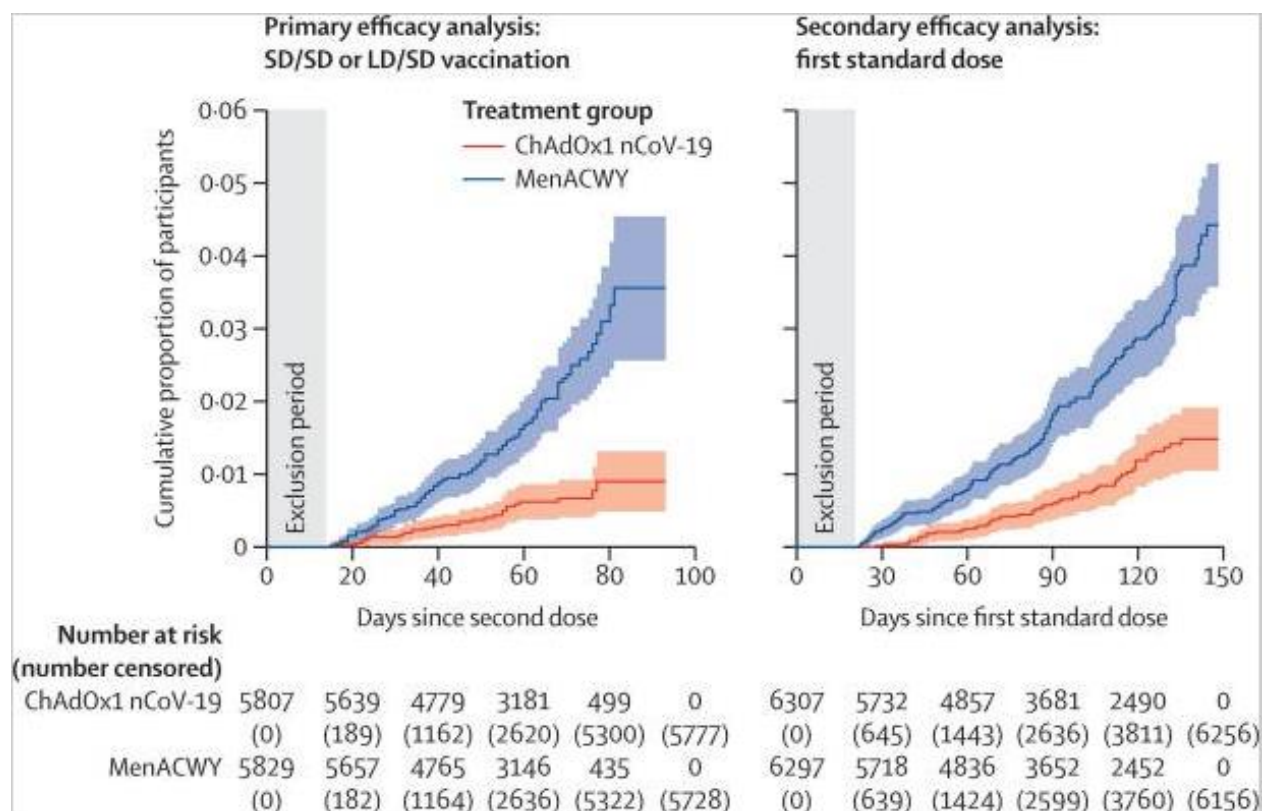 Primary efficacy analysis:
SD/SD or LD/SD vaccination
Secondary efficacy analysis:
first standard dose
Cumulative proportion of participants
0·06
0·05
0·04
0·03
0·02
0·01
0
Treatment group
ChAdOx1 nCoV-19
MenACWY
Exclusion period
0 20 40 60 80 100
Days since second dose
Exclusion period
0 30 60 90 120 150
Days since first standard dose
Number at risk
(number censored)
ChAdOx1 nCoV-19 5807 5639 4779 3181 499 0 6307 5732 4857 3681 2490 0
(0) (189) (1162) (2620) (5300) (5777) (0) (645) (1443) (2636) (3811) (6256)
MenACWY 5829 5657 4765 3146 435 0 6297 5718 4836 3652 2452 0
(0) (182) (1164) (2636) (5322) (5728) (0) (639) (1424) (2599) (3760) (6156)